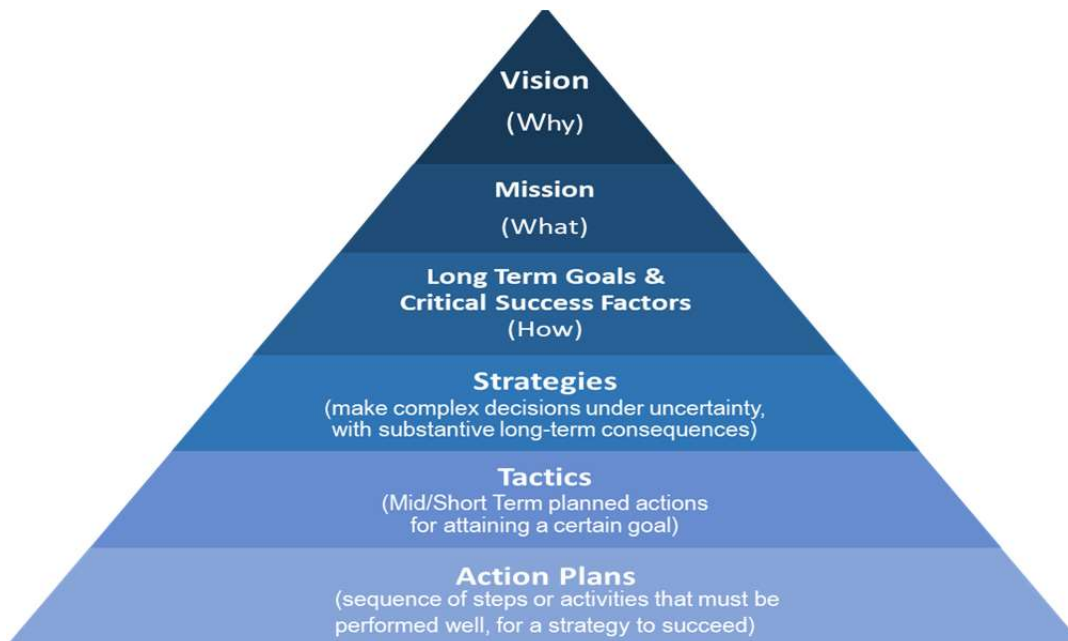 Vision
(Why)
Mission
(What)
Long Term Goals &
Critical Success Factors
(How)
Strategies
(make complex decisions under uncertainty,
with substantive long-term consequences)
Tactics
(Mid/Short Term planned actions
for attaining a certain goal)
Action Plans
(sequence of steps or activities that must be
performed well, for a strategy to succeed)